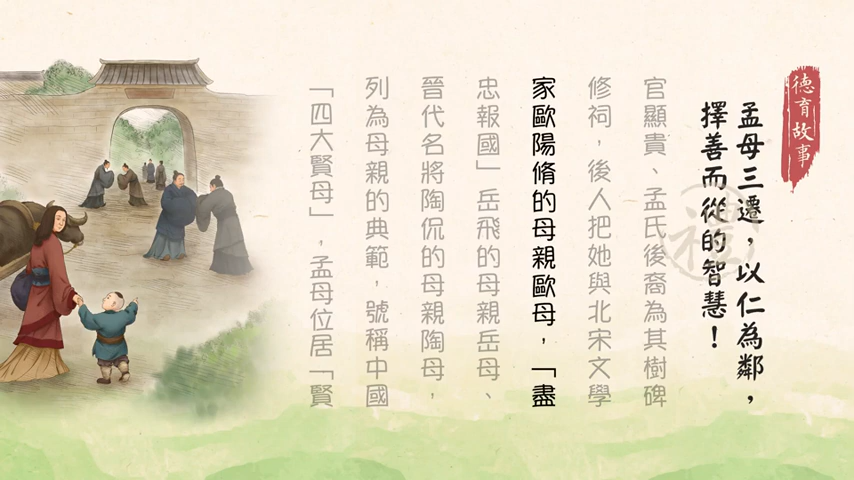 德育故事
孟母三遷，以仁為鄰，
擇善而從的智慧！
官顯貴、孟氏後裔為其樹碑
修祠，後人把她與北宋文學
家歐陽脩的母親歐母，「盡
忠報國」岳飛的母親岳母、
晉代名將陶侃的母親陶母，
列為母親的典範，號稱中國
「四大賢母」，孟母位居「賢